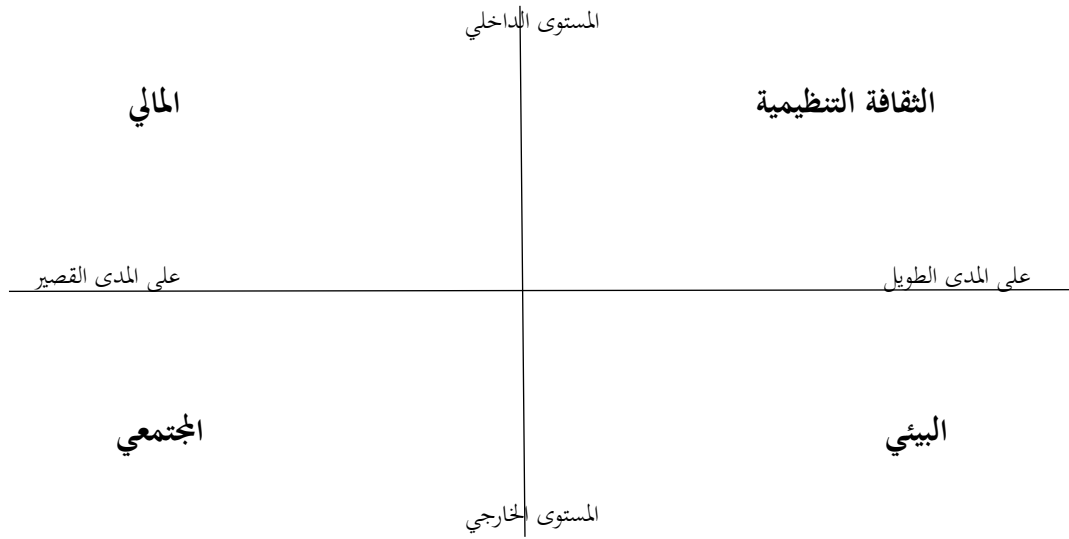 المستوى الداخلي
الثقافة التنظيمية
المالي
على المدى الطويل
على المدى القصير
البيئي
المجتمعي
المستوى الخارجي